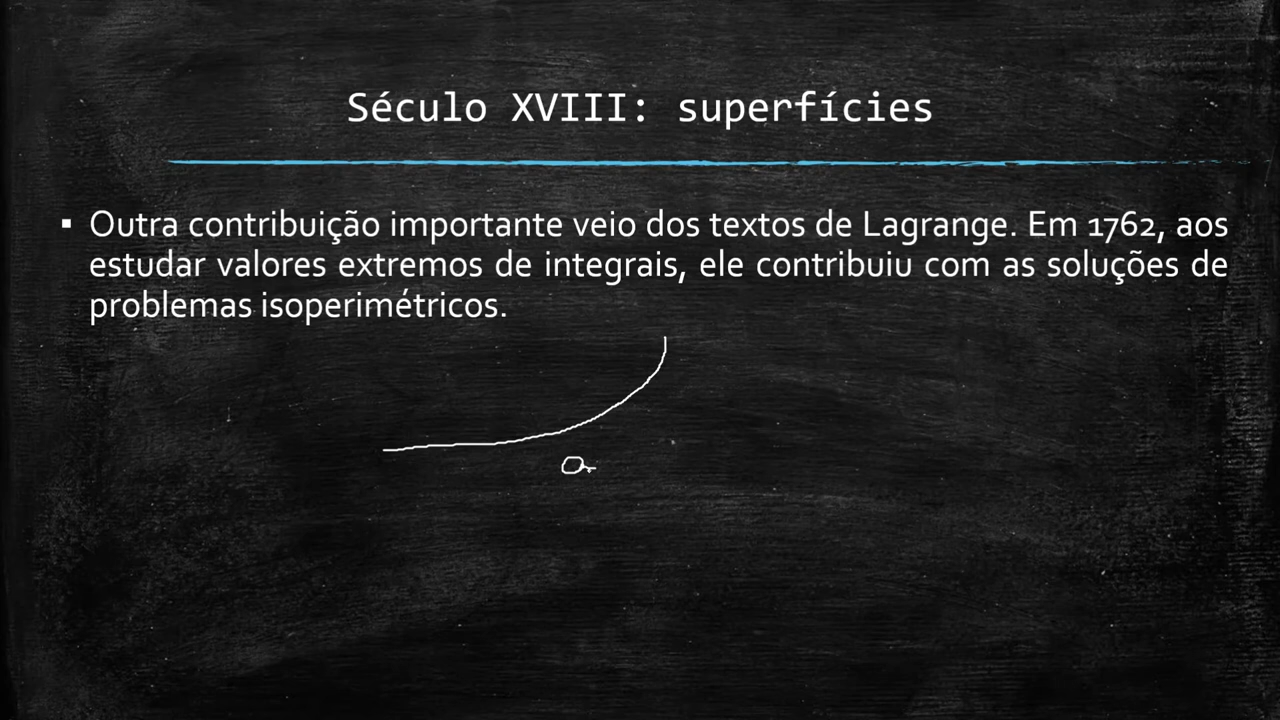 Século XVIII: superfícies
▪ Outra contribuição importante veio dos textos de Lagrange. Em 1762, aos
estudar valores extremos de integrais, ele contribuiu com as soluções de
problemas isoperimétricos.